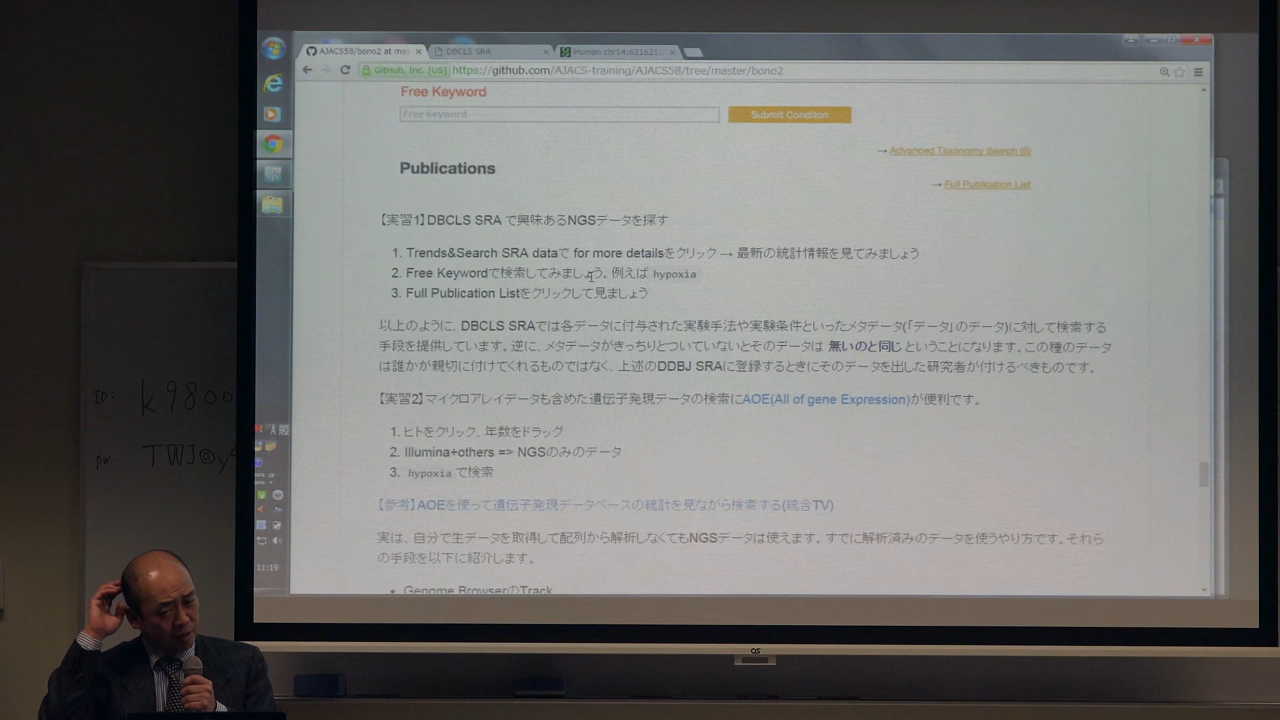 AJACS58/bono2 at mas
DBCLS SRA
Human chr14:621621
GitHub, Inc. [US] https://github.com/AJACS-training/AJACS58/tree/master/bono2
Free Keyword
Free Keyword
Submit Conditon
→ Advanced Taxonomy Search (β)
Publications
→ Full Publication List
【実習1】DBCLS SRA で興味あるNGSデータを探す
1. Trends&Search SRA dataで for more detailsをクリック → 最新の統計情報を見てみましょう
2. Free Keywordで検索してみましょう。例えば hypoxia
3. Full Publication Listをクリックして見ましょう
以上のように、DBCLS SRAでは各データに付与された実験手法や実験条件といったメタデータ(「データ」のデータ)に対して検索する
手段を提供しています。逆に、メタデータがきっちりとついていないとそのデータは 無いのと同じ ということになります。この種のデータ
は誰かが親切に付けてくれるものではなく、上述のDDBJ SRAに登録するときにそのデータを出した研究者が付けるべきものです。
【実習2】マイクロアレイデータも含めた遺伝子発現データの検索にAOE(All of gene Expression)が便利です。
1. ヒトをクリック、年数をドラッグ
2. Illumina+others => NGSのみのデータ
3. hypoxia で検索
【参考】AOEを使って遺伝子発現データベースの統計を見ながら検索する(統合TV)
実は、自分で生データを取得して配列から解析しなくてもNGSデータは使えます。すでに解析済みのデータを使うやり方です。それら
の手段を以下に紹介します。
• Genome BrowserのTrack
A 般
11:19
ID: k9800
pw: TWJ@y
OS